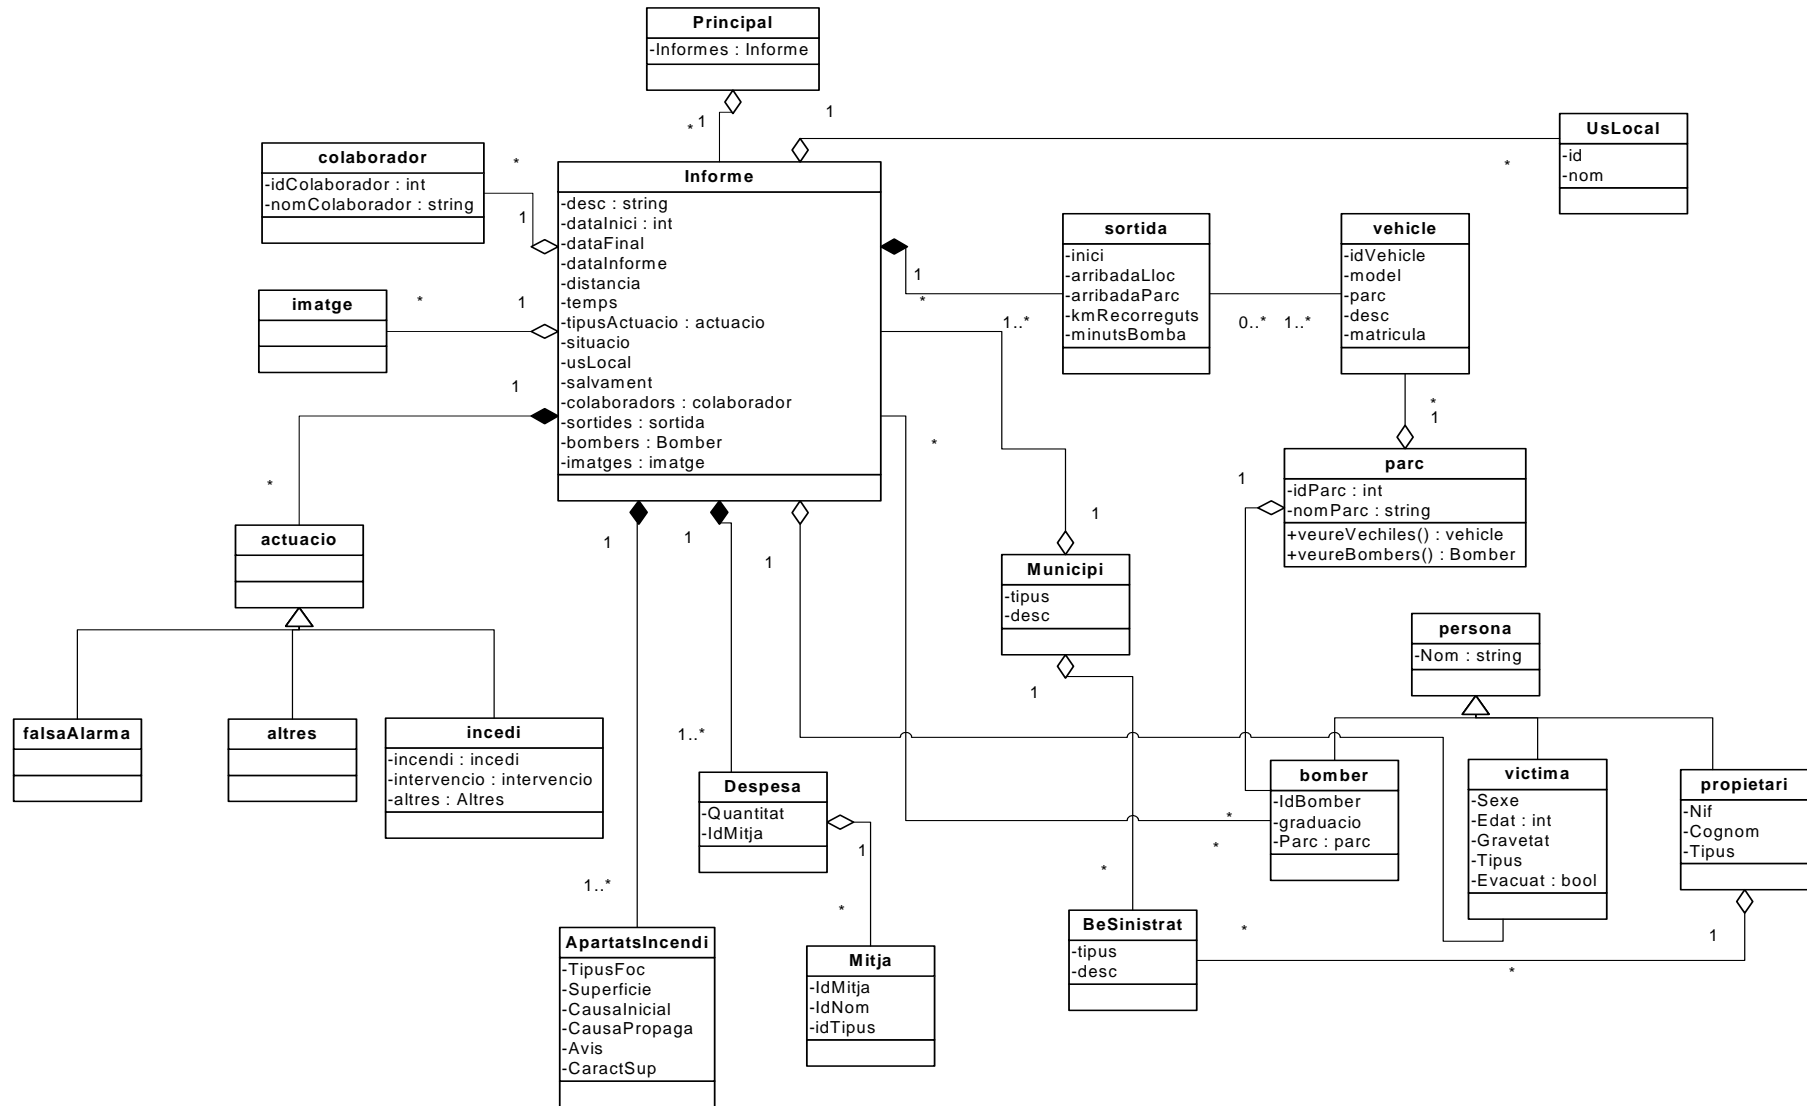 Principal
-Informes : Informe
1
*
1
UsLocal
-id
-nom
*
colaborador
-idColaborador : int
-nomColaborador : string
*
1
Informe
-desc : string
-dataInici : int
-dataFinal
-dataInforme
-distancia
-temps
-tipusActuacio : actuacio
-situacio
-usLocal
-salvament
-colaboradors : colaborador
-sortides : sortida
-bombers : Bomber
-imatges : imatge
sortida
-inici
-arribadaLloc
-arribadaParc
-kmRecorreguts
-minutsBomba
1
*
1..*
0..*
1..*
vehicle
-idVehicle
-model
-parc
-desc
-matricula
*
1
imatge
*
1
1
*
*
parc
-idParc : int
-nomParc : string
+veureVechiles() : vehicle
+veureBombers() : Bomber
1
actuacio
1
1
1
1
Municipi
-tipus
-desc
1
persona
-Nom : string
falsaAlarma
altres
incedi
-incendi : incedi
-intervencio : intervencio
-altres : Altres
1..*
Despesa
-Quantitat
-IdMitja
1
*
1..*
bomber
-IdBomber
-graduacio
-Parc : parc
*
*
*
victima
-Sexe
-Edat : int
-Gravetat
-Tipus
-Evacuat : bool
propietari
-Nif
-Cognom
-Tipus
ApartatsIncendi
-TipusFoc
-Superficie
-CausaInicial
-CausaPropaga
-Avis
-CaractSup
Mitja
-IdMitja
-IdNom
-idTipus
BeSinistrat
-tipus
-desc
*
1
*